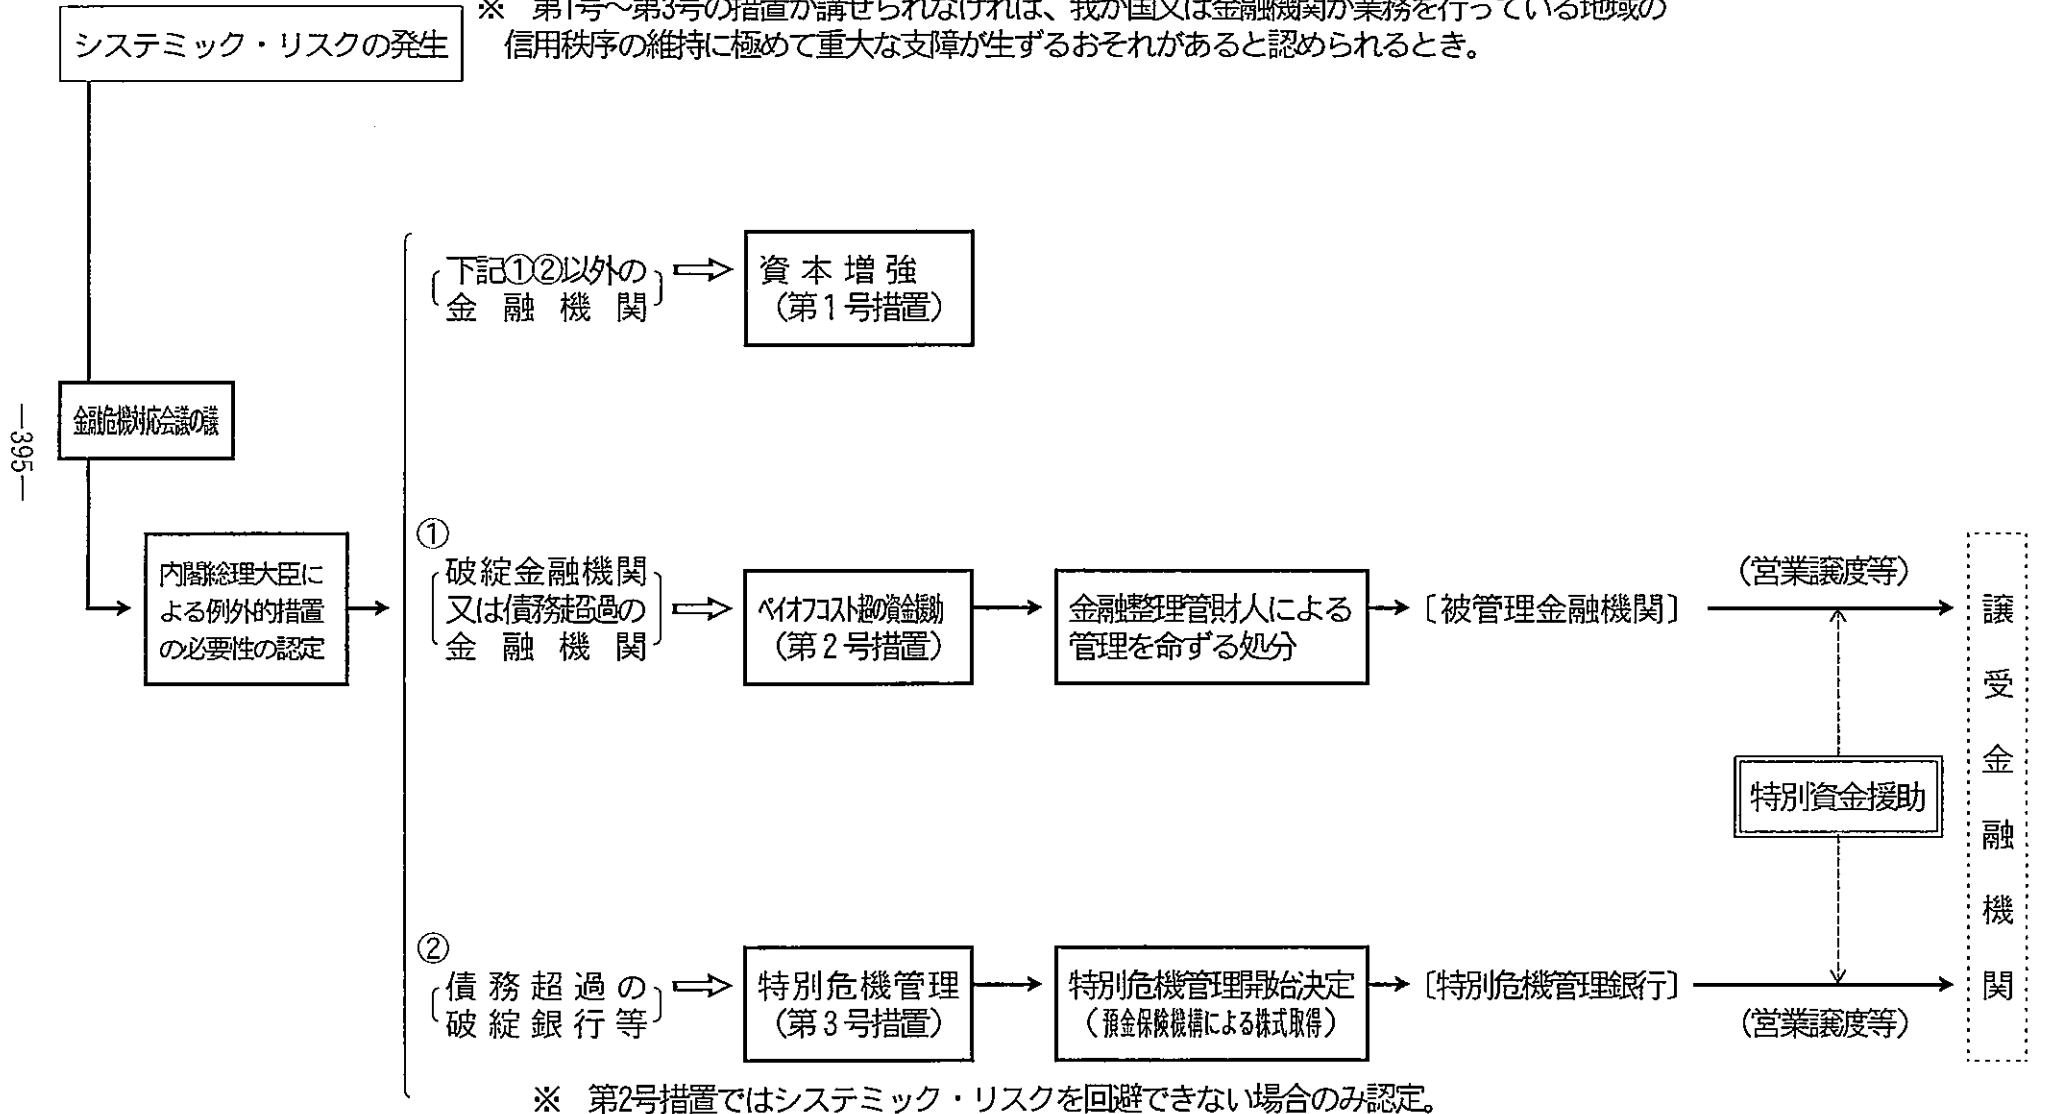 ※ 第1号～第3号の措置が講ぜられなければ、我が国又は金融機関が業務を行っている地域の
信用秩序の維持に極めて重大な支障が生ずるおそれがあると認められるとき。
システミック・リスクの発生
下記①②以外の
金融機関
資本増強
（第１号措置）
金融危機対応会議の議
―395―
内閣総理大臣に
よる例外的措置
の必要性の認定
①
破綻金融機関
又は債務超過の
金融機関
ペイオフコスト超の資金援助
（第２号措置）
金融整理管財人による
管理を命ずる処分
〔被管理金融機関〕
（営業譲渡等）
譲受金融機関
特別資金援助
②
債務超過の
破綻銀行等
特別危機管理
（第３号措置）
特別危機管理開始決定
（預金保険機構による株式取得）
〔特別危機管理銀行〕
（営業譲渡等）
※ 第2号措置ではシステミック・リスクを回避できない場合のみ認定。